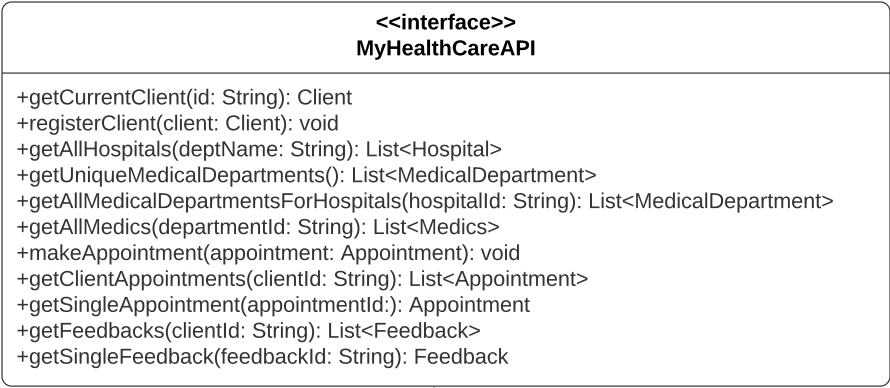 <<interface>>
MyHealthCareAPI
+getCurrentClient(id: String): Client
+registerClient(client: Client): void
+getAllHospitals(deptName: String): List<Hospital>
+getUniqueMedicalDepartments(): List<MedicalDepartment>
+getAllMedicalDepartmentsForHospitals(hospitalId: String): List<MedicalDepartment>
+getAllMedics(departmentId: String): List<Medics>
+makeAppointment(appointment: Appointment): void
+getClientAppointments(clientId: String): List<Appointment>
+getSingleAppointment(appointmentId:): Appointment
+getFeedbacks(clientId: String): List<Feedback>
+getSingleFeedback(feedbackId: String): Feedback